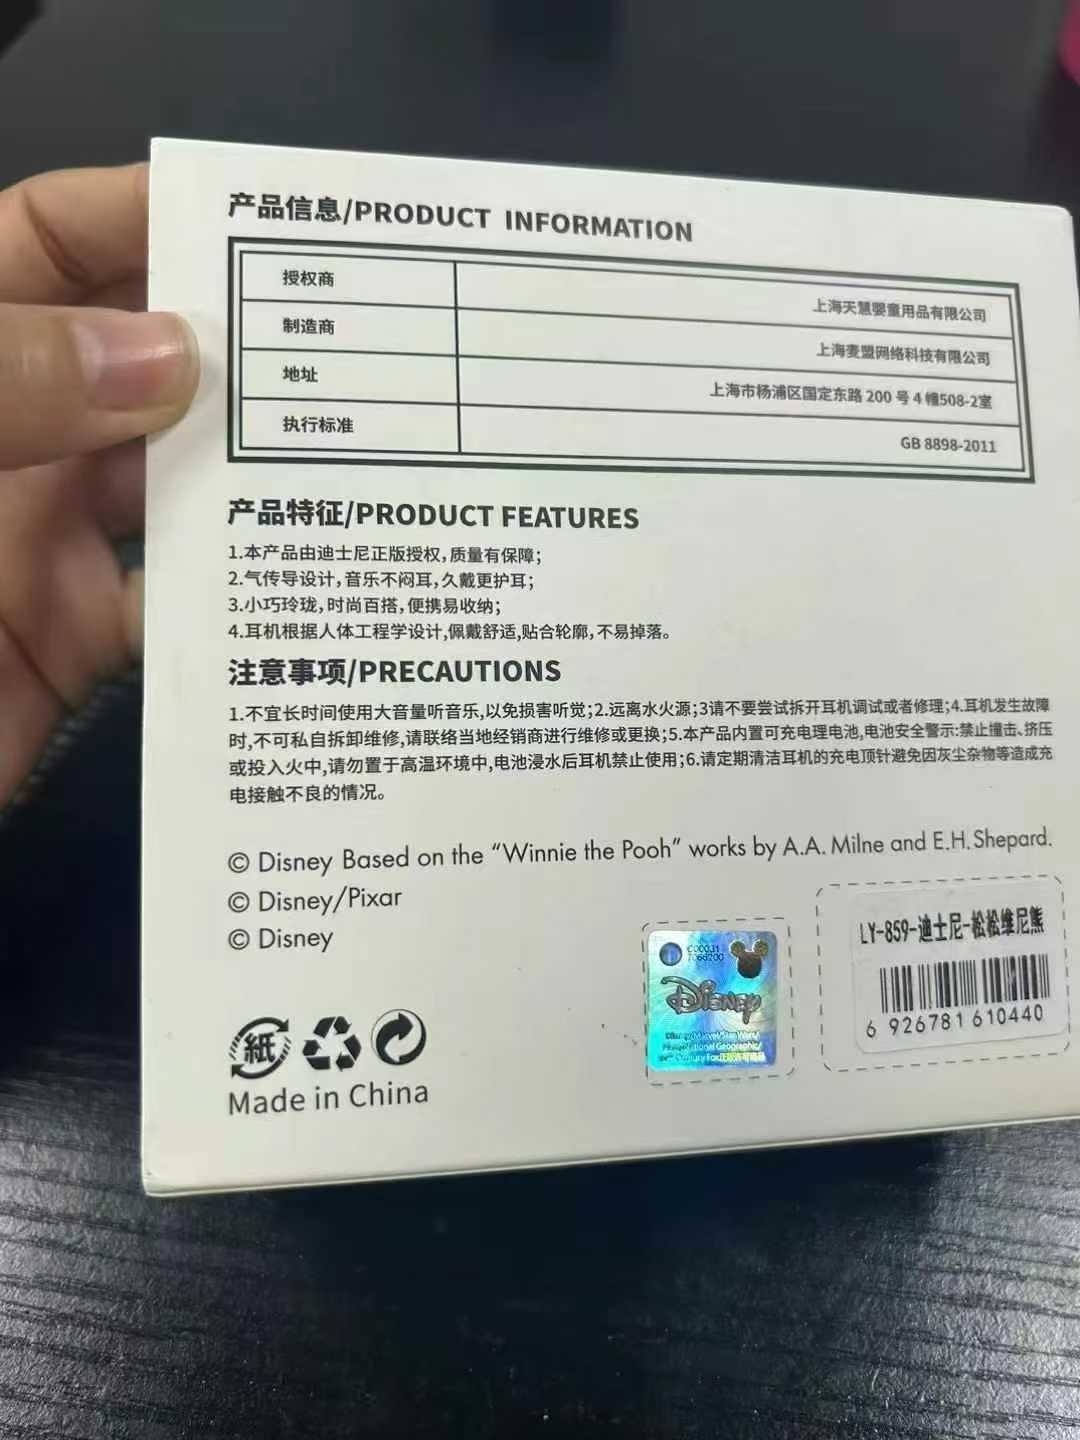 产品信息/PRODUCT INFORMATION
授权商 上海天慧婴童用品有限公司
制造商 上海麦盟网络科技有限公司
地址 上海市杨浦区国定东路 200 号 4 幢508-2室
执行标准 GB 8898-2011
产品特征/PRODUCT FEATURES
1.本产品由迪士尼正版授权,质量有保障;
2.气传导设计,音乐不闷耳,久戴更护耳;
3.小巧玲珑,时尚百搭,便携易收纳;
4.耳机根据人体工程学设计,佩戴舒适,贴合轮廓,不易掉落。
注意事项/PRECAUTIONS
1.不宜长时间使用大音量听音乐,以免损害听觉;2.远离水火源;3请不要尝试拆开耳机调试或者修理;4.耳机发生故障
时,不可私自拆卸维修,请联络当地经销商进行维修或更换;5.本产品内置可充电理电池,电池安全警示:禁止撞击、挤压
或投入火中,请勿置于高温环境中,电池浸水后耳机禁止使用;6.请定期清洁耳机的充电顶针避免因灰尘杂物等造成充
电接触不良的情况。
© Disney Based on the “Winnie the Pooh” works by A.A. Milne and E.H. Shepard.
© Disney/Pixar
© Disney
LY-859-迪士尼-松松维尼熊
6 926781 610440
Disney
紙
Made in China